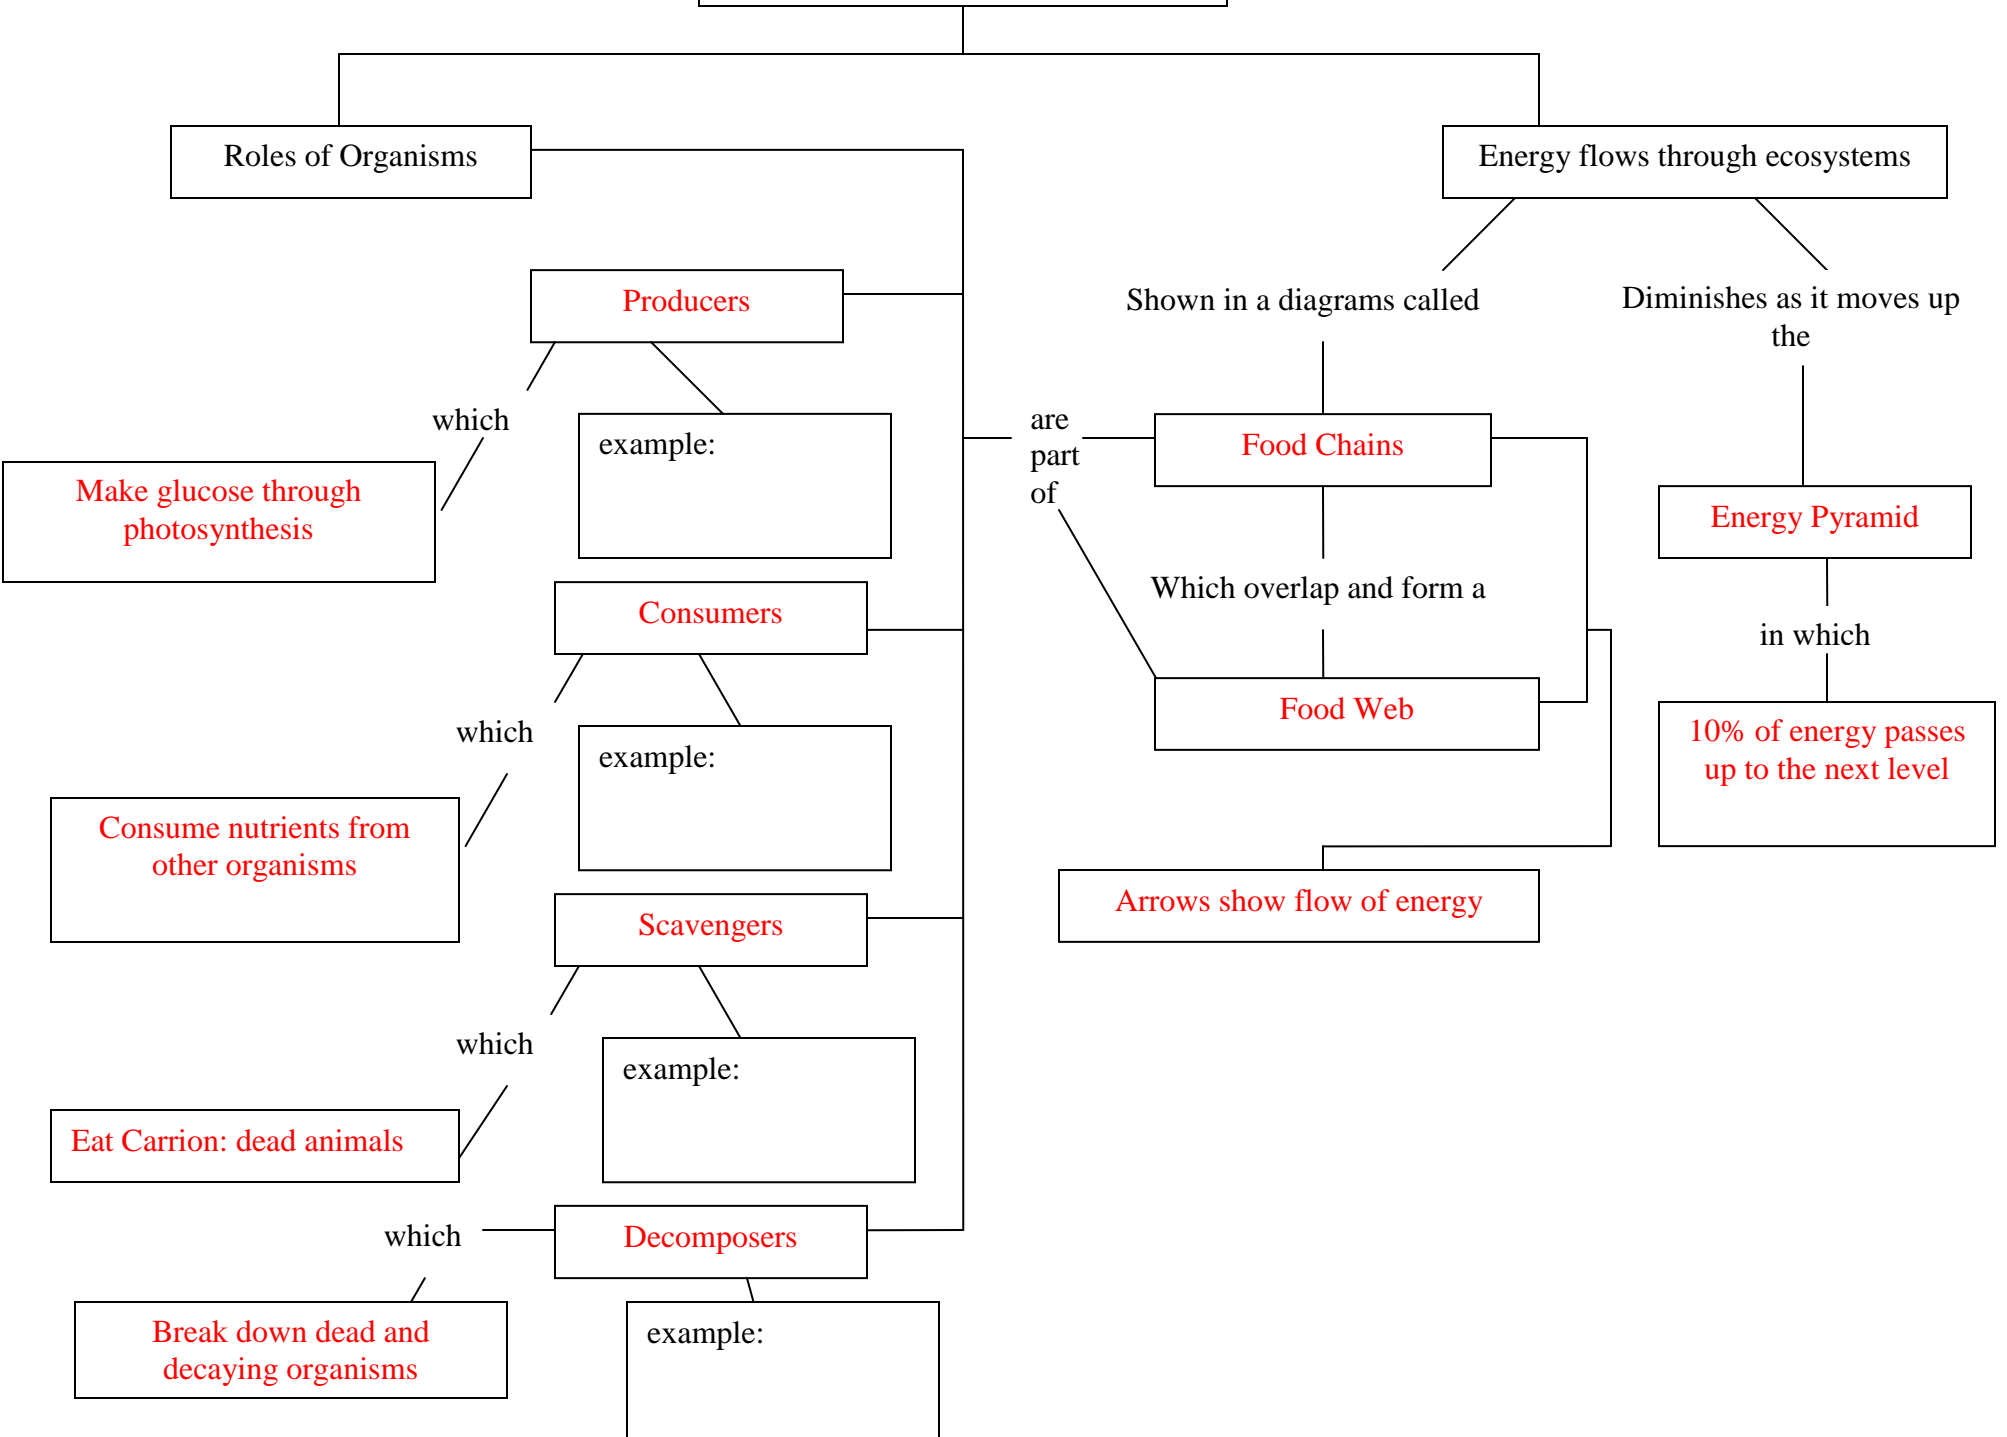 Roles of Organisms
Energy flows through ecosystems
Producers
Shown in a diagrams called
Diminishes as it moves up
the
which
example:
are
part
of
Food Chains
Make glucose through
photosynthesis
Energy Pyramid
Consumers
Which overlap and form a
in which
which
example:
Food Web
10% of energy passes
up to the next level
Consume nutrients from
other organisms
Scavengers
Arrows show flow of energy
which
example:
Eat Carrion: dead animals
which
Decomposers
Break down dead and
decaying organisms
example: